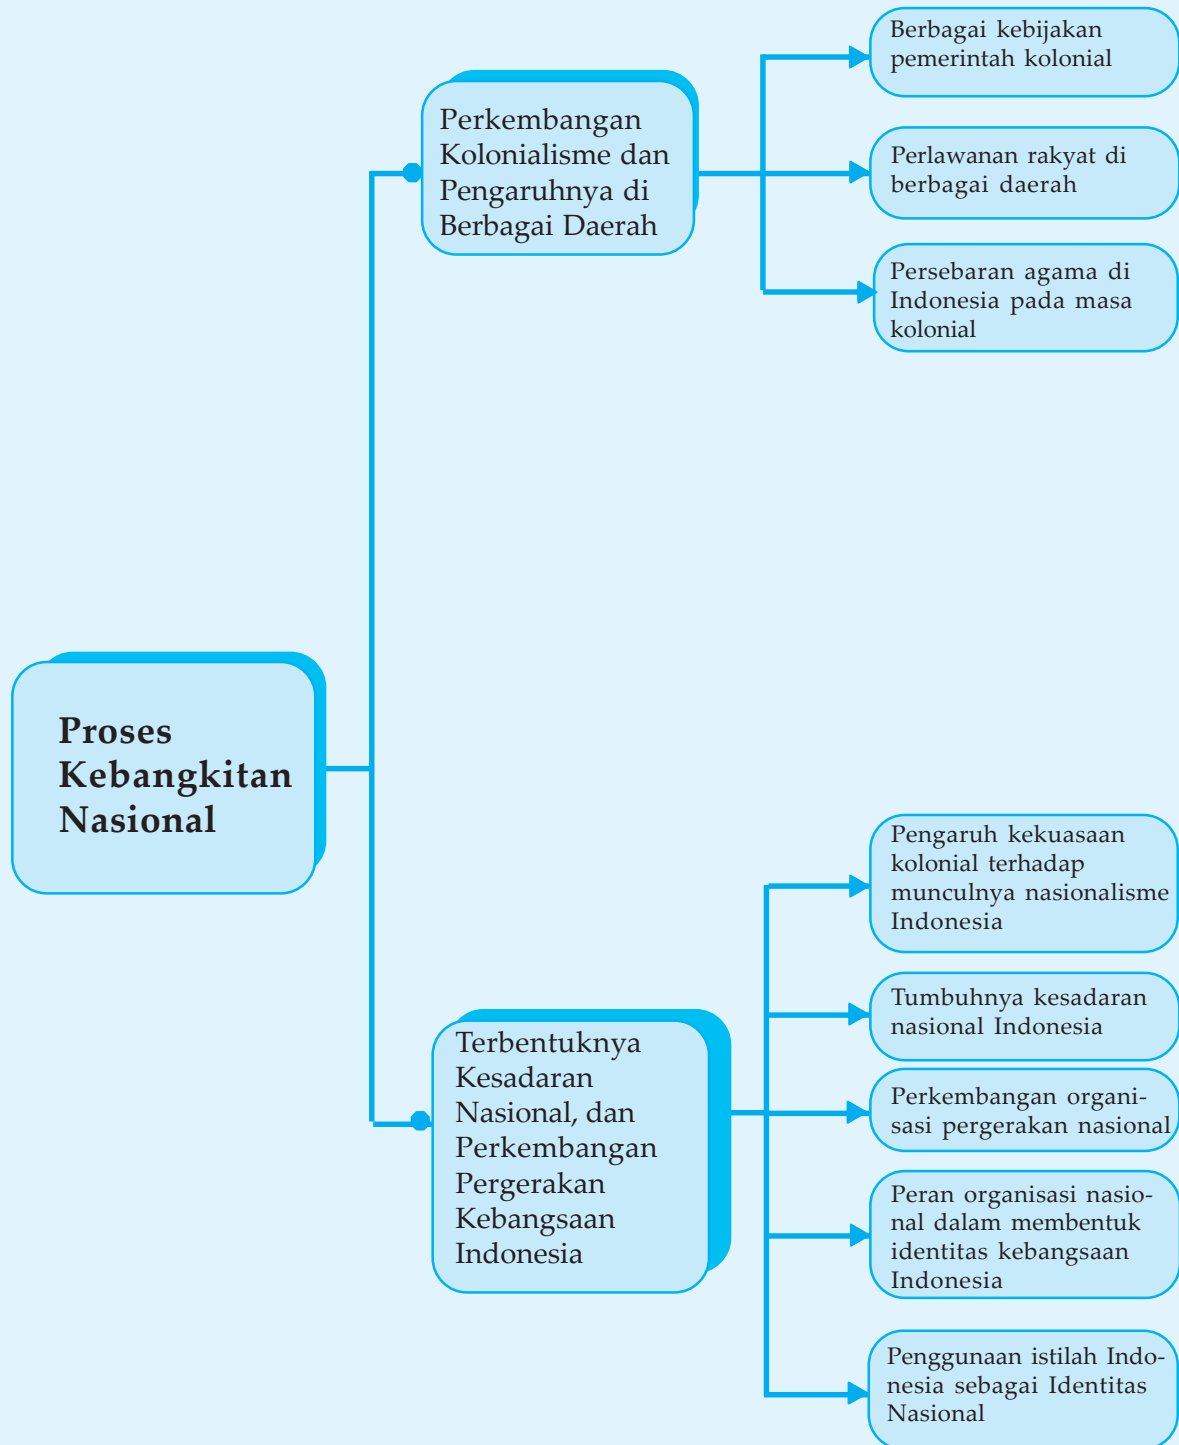 Proses
Kebangkitan
Nasional
Perkembangan
Kolonialisme dan
Pengaruhnya di
Berbagai Daerah
Berbagai kebijakan
pemerintah kolonial
Perlawanan rakyat di
berbagai daerah
Persebaran agama di
Indonesia pada masa
kolonial
Terbentuknya
Kesadaran
Nasional, dan
Perkembangan
Pergerakan
Kebangsaan
Indonesia
Pengaruh kekuasaan
kolonial terhadap
munculnya nasionalisme
Indonesia
Tumbuhnya kesadaran
nasional Indonesia
Perkembangan organi-
sasi pergerakan nasional
Peran organisasi nasio-
nal dalam membentuk
identitas kebangsaan
Indonesia
Penggunaan istilah Indo-
nesia sebagai Identitas
Nasional